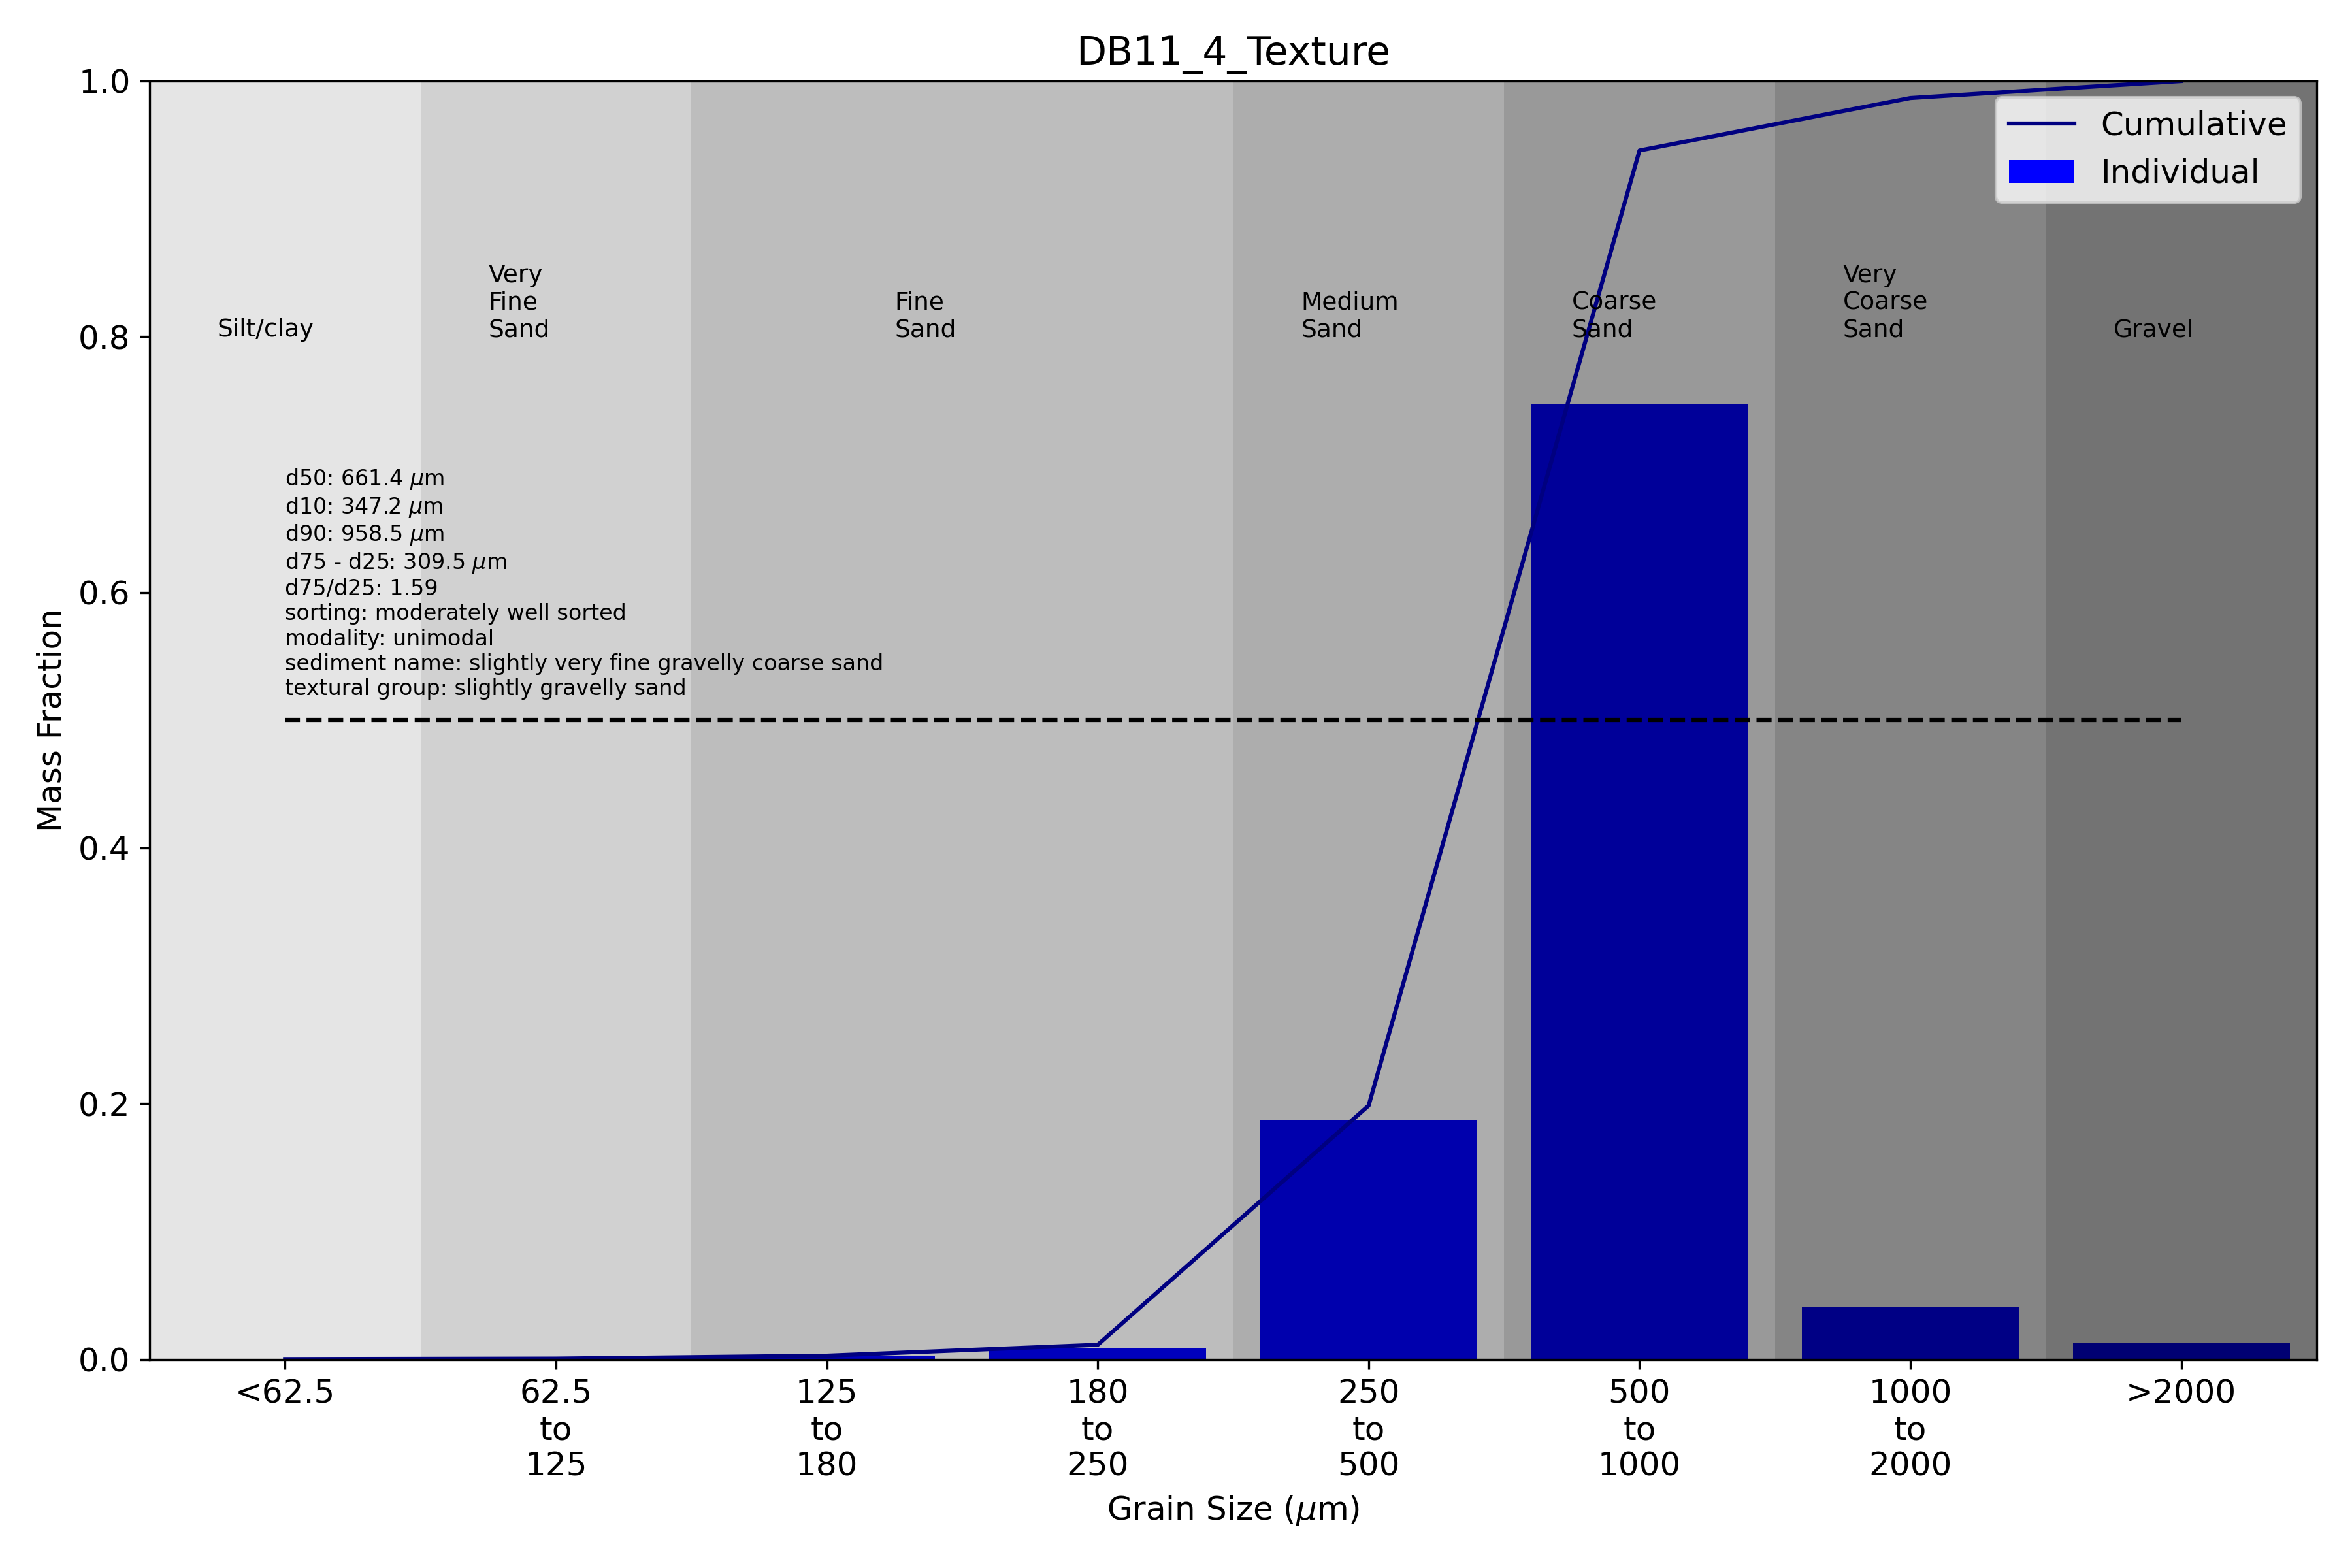 DB11_4_Texture
1.0
0.8
0.6
0.4
0.2
0.0
Mass Fraction
Cumulative
Individual
Silt/clay
Very
Fine
Sand
Fine
Sand
Medium
Sand
Coarse
Sand
Very
Coarse
Sand
Gravel
d50: 661.4 μm
d10: 347.2 μm
d90: 958.5 μm
d75 - d25: 309.5 μm
d75/d25: 1.59
sorting: moderately well sorted
modality: unimodal
sediment name: slightly very fine gravelly coarse sand
textural group: slightly gravelly sand
<62.5
62.5
to
125
125
to
180
180
to
250
250
to
500
500
to
1000
1000
to
2000
>2000
Grain Size (μm)